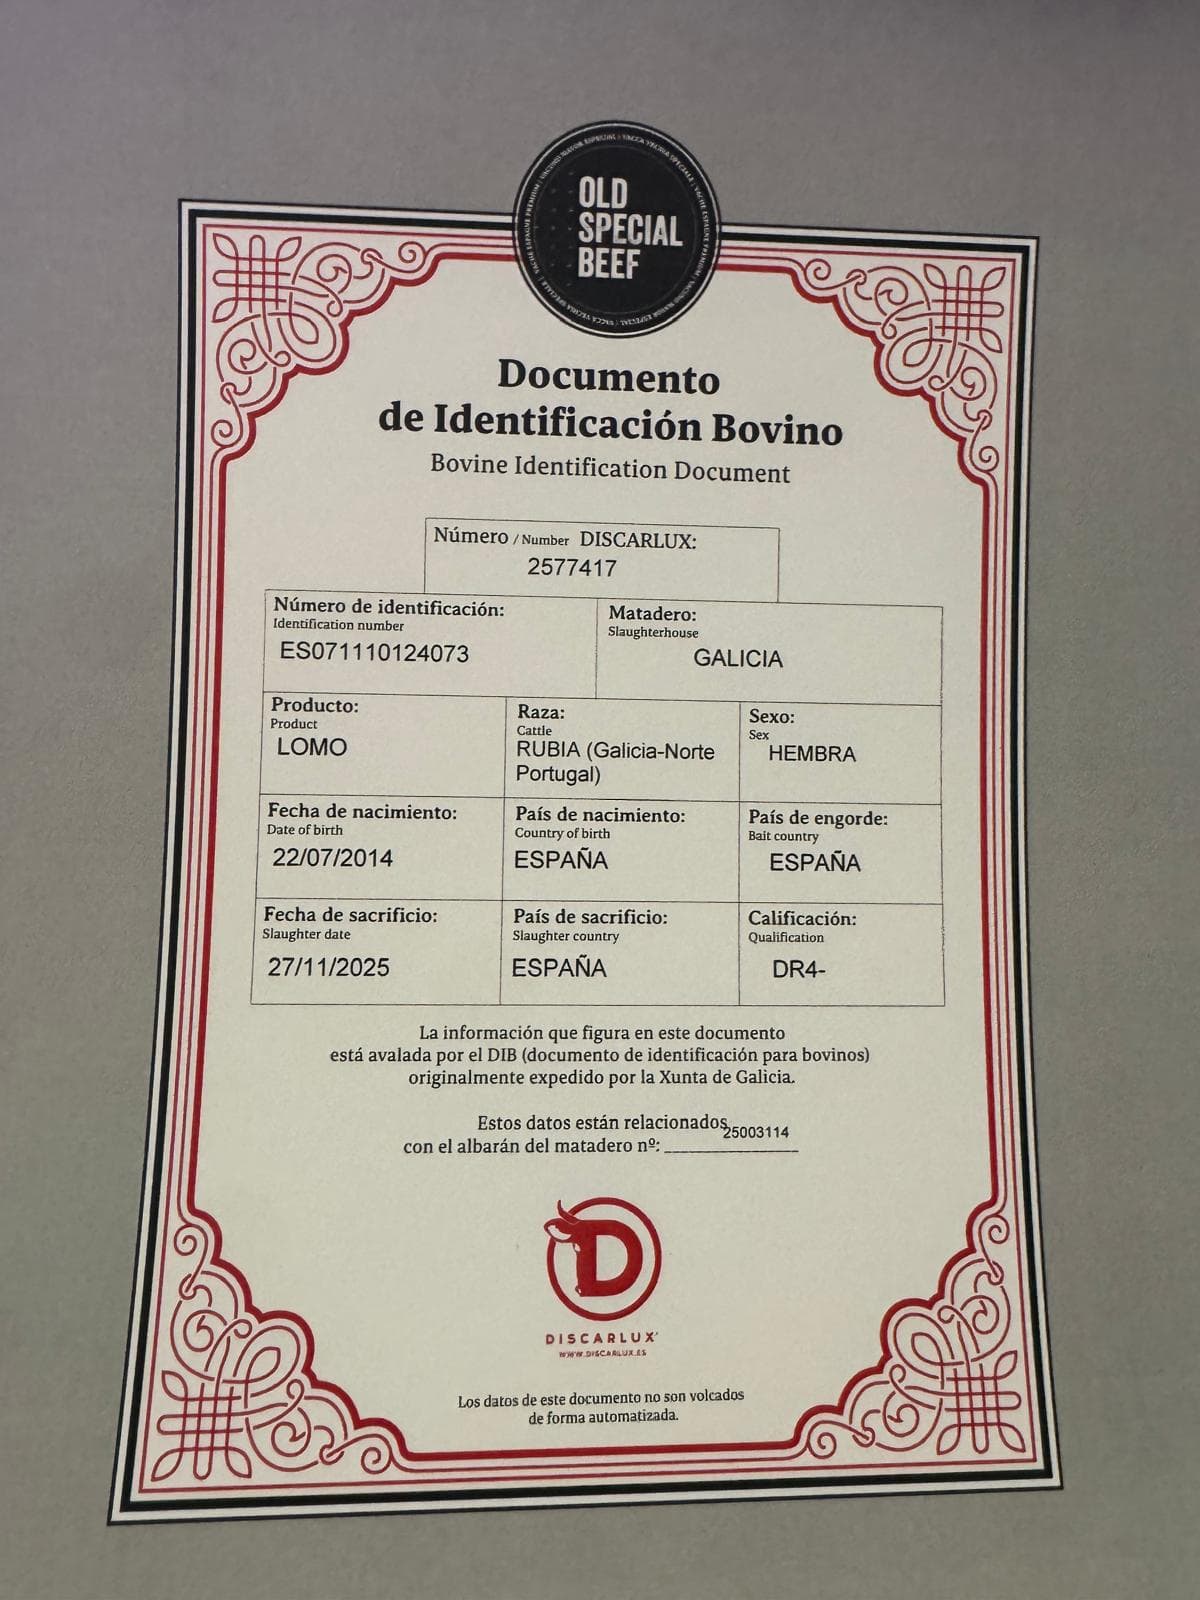 OLD
SPECIAL
BEEF
Documento
de Identificación Bovino
Bovine Identification Document
Número / Number DISCARLUX:
2577417
Número de identificación:
Identification number
ES071110124073
Matadero:
Slaughterhouse
GALICIA
Producto:
Product
LOMO
Raza:
Cattle
RUBIA (Galicia-Norte
Portugal)
Sexo:
Sex
HEMBRA
Fecha de nacimiento:
Date of birth
22/07/2014
País de nacimiento:
Country of birth
ESPAÑA
País de engorde:
Bait country
ESPAÑA
Fecha de sacrificio:
Slaughter date
27/11/2025
País de sacrificio:
Slaughter country
ESPAÑA
Calificación:
Qualification
DR4-
La información que figura en este documento
está avalada por el DIB (documento de identificación para bovinos)
originalmente expedido por la Xunta de Galicia.
Estos datos están relacionados
con el albarán del matadero nº: 25003114
D
DISCARLUX
WWW.DISCARLUX.ES
Los datos de este documento no son volcados
de forma automatizada.